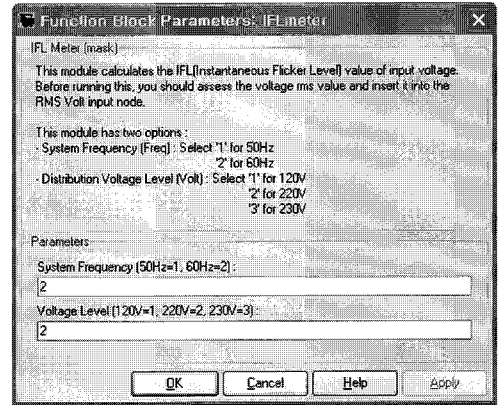 Function Block Parameters: IFLmeter
IFL Meter (mask)
This module calculates the IFL(Instantaneous Flicker Level) value of input voltage.
Before running this, you should assess the voltage rms value and insert it into the
RMS Volt input node.
This module has two options :
- System Frequency (Freq) : Select '1' for 50Hz
'2' for 60Hz
- Distribution Voltage Level (Volt) : Select '1' for 120V
'2' for 220V
'3' for 230V
Parameters
System Frequency (50Hz=1, 60Hz=2) :
2
Voltage Level (120V=1, 220V=2, 230V=3) :
2
OK Cancel Help Apply